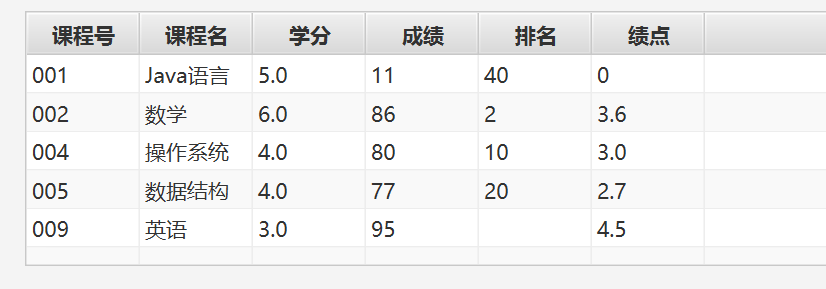 课程号 课程名 学分 成绩 排名 绩点
001 Java语言 5.0 11 40 0
002 数学 6.0 86 2 3.6
004 操作系统 4.0 80 10 3.0
005 数据结构 4.0 77 20 2.7
009 英语 3.0 95 4.5